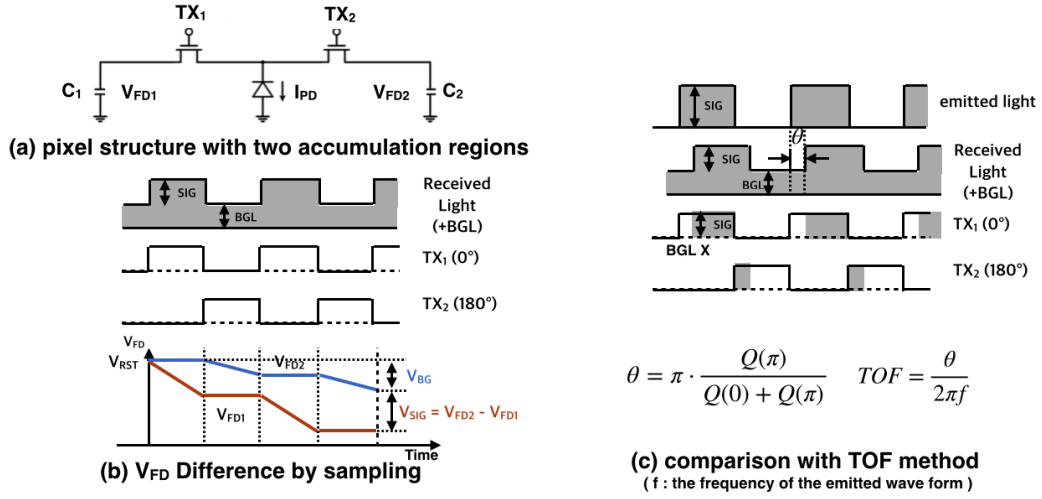 TX1
TX2
C1
VFD1
IPD
VFD2
C2
(a) pixel structure with two accumulation regions
SIG
BGL
Received
Light
(+BGL)
TX1 (0°)
TX2 (180°)
VFD
VRST
VFD2
VBG
VFD1
VSIG = VFD2 - VFD1
Time
(b) VFD Difference by sampling
SIG
emitted light
θ
SIG
BGL
Received
Light
(+BGL)
SIG
TX1 (0°)
BGL X
TX2 (180°)
θ = π · Q(π) / (Q(0) + Q(π))
TOF = θ / 2πf
(c) comparison with TOF method
( f : the frequency of the emitted wave form )